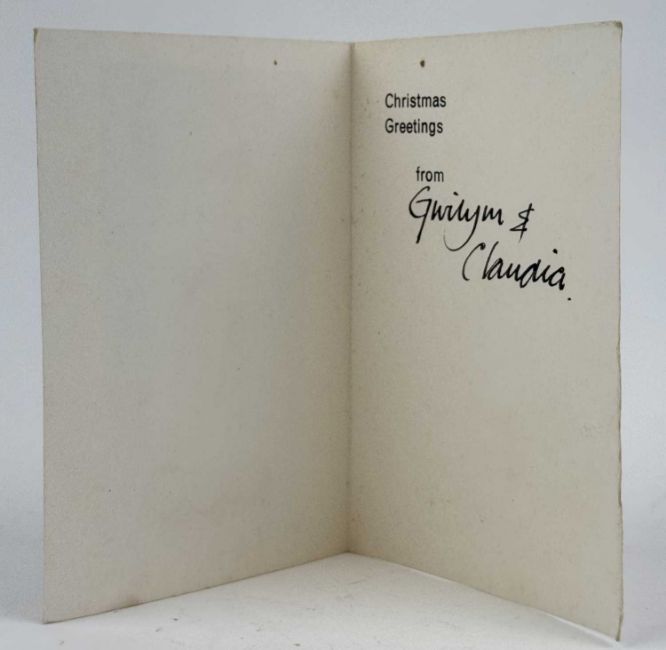 Christmas
Greetings
from
Gwilym &
Claudia.